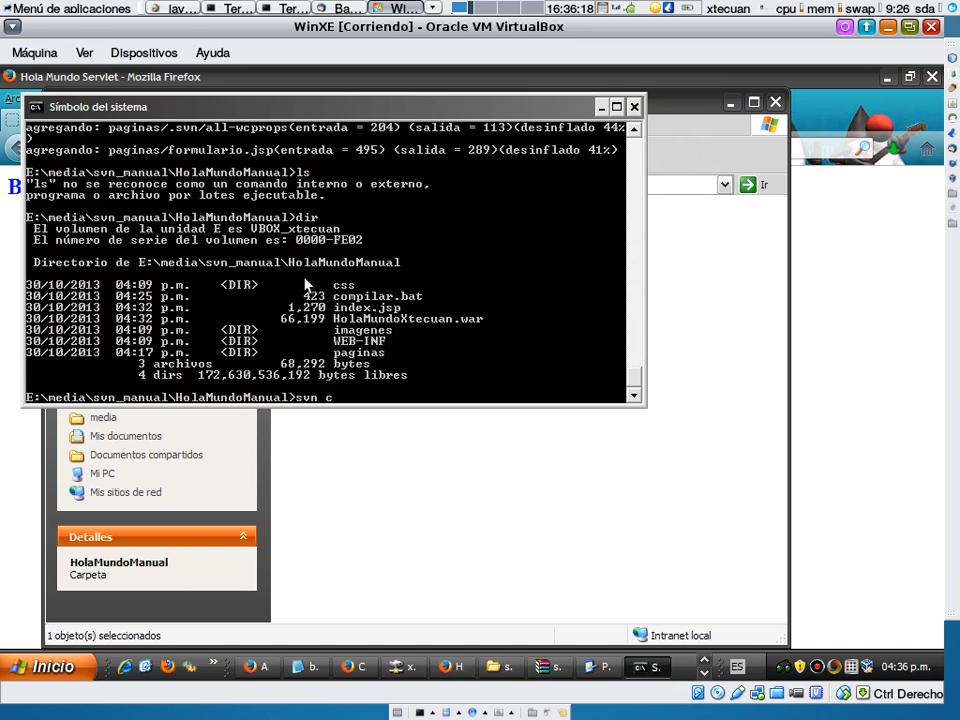 Menú de aplicaciones
lav...
Ter...
Ter...
Ba...
Wi...
16:36:18
xtecuan
cpu
mem
swap
9:26
sda
WinXE [Corriendo] - Oracle VM VirtualBox
Máquina Ver Dispositivos Ayuda
Hola Mundo Servlet - Mozilla Firefox
Símbolo del sistema
agregando: paginas/.svn/all-wcprops(entrada = 204) (salida = 113)(desinflado 44%
)
agregando: paginas/formulario.jsp(entrada = 495) (salida = 289)(desinflado 41%)
E:\media\svn_manual\HolaMundoManual>ls
"ls" no se reconoce como un comando interno o externo,
programa o archivo por lotes ejecutable.
E:\media\svn_manual\HolaMundoManual>dir
El volumen de la unidad E es VBOX_xtecuan
El número de serie del volumen es: 0000-FE02
Directorio de E:\media\svn_manual\HolaMundoManual
30/10/2013 04:09 p.m. <DIR> css
30/10/2013 04:25 p.m. 423 compilar.bat
30/10/2013 04:32 p.m. 1,270 index.jsp
30/10/2013 04:32 p.m. 66,199 HolaMundoXtecuan.war
30/10/2013 04:09 p.m. <DIR> imagenes
30/10/2013 04:09 p.m. <DIR> WEB-INF
30/10/2013 04:17 p.m. <DIR> paginas
3 archivos 68,292 bytes
4 dirs 172,630,536,192 bytes libres
E:\media\svn_manual\HolaMundoManual>svn c
Ir
media
Mis documentos
Documentos compartidos
Mi PC
Mis sitios de red
Detalles
HolaMundoManual
Carpeta
1 objeto(s) seleccionados
Intranet local
Inicio
»
A
b.
C
x.
H
s.
s.
P.
S.
ES
04:36 p.m.
Ctrl Derecho